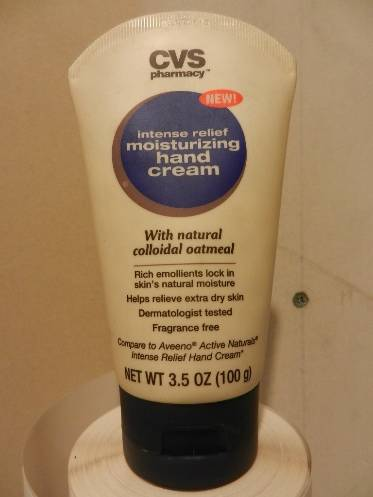 CVS
pharmacy™
NEW!
intense relief
moisturizing
hand
cream
With natural
colloidal oatmeal
Rich emollients lock in
skin's natural moisture
Helps relieve extra dry skin
Dermatologist tested
Fragrance free
Compare to Aveeno® Active Naturals®
Intense Relief Hand Cream*
NET WT 3.5 OZ (100 g)